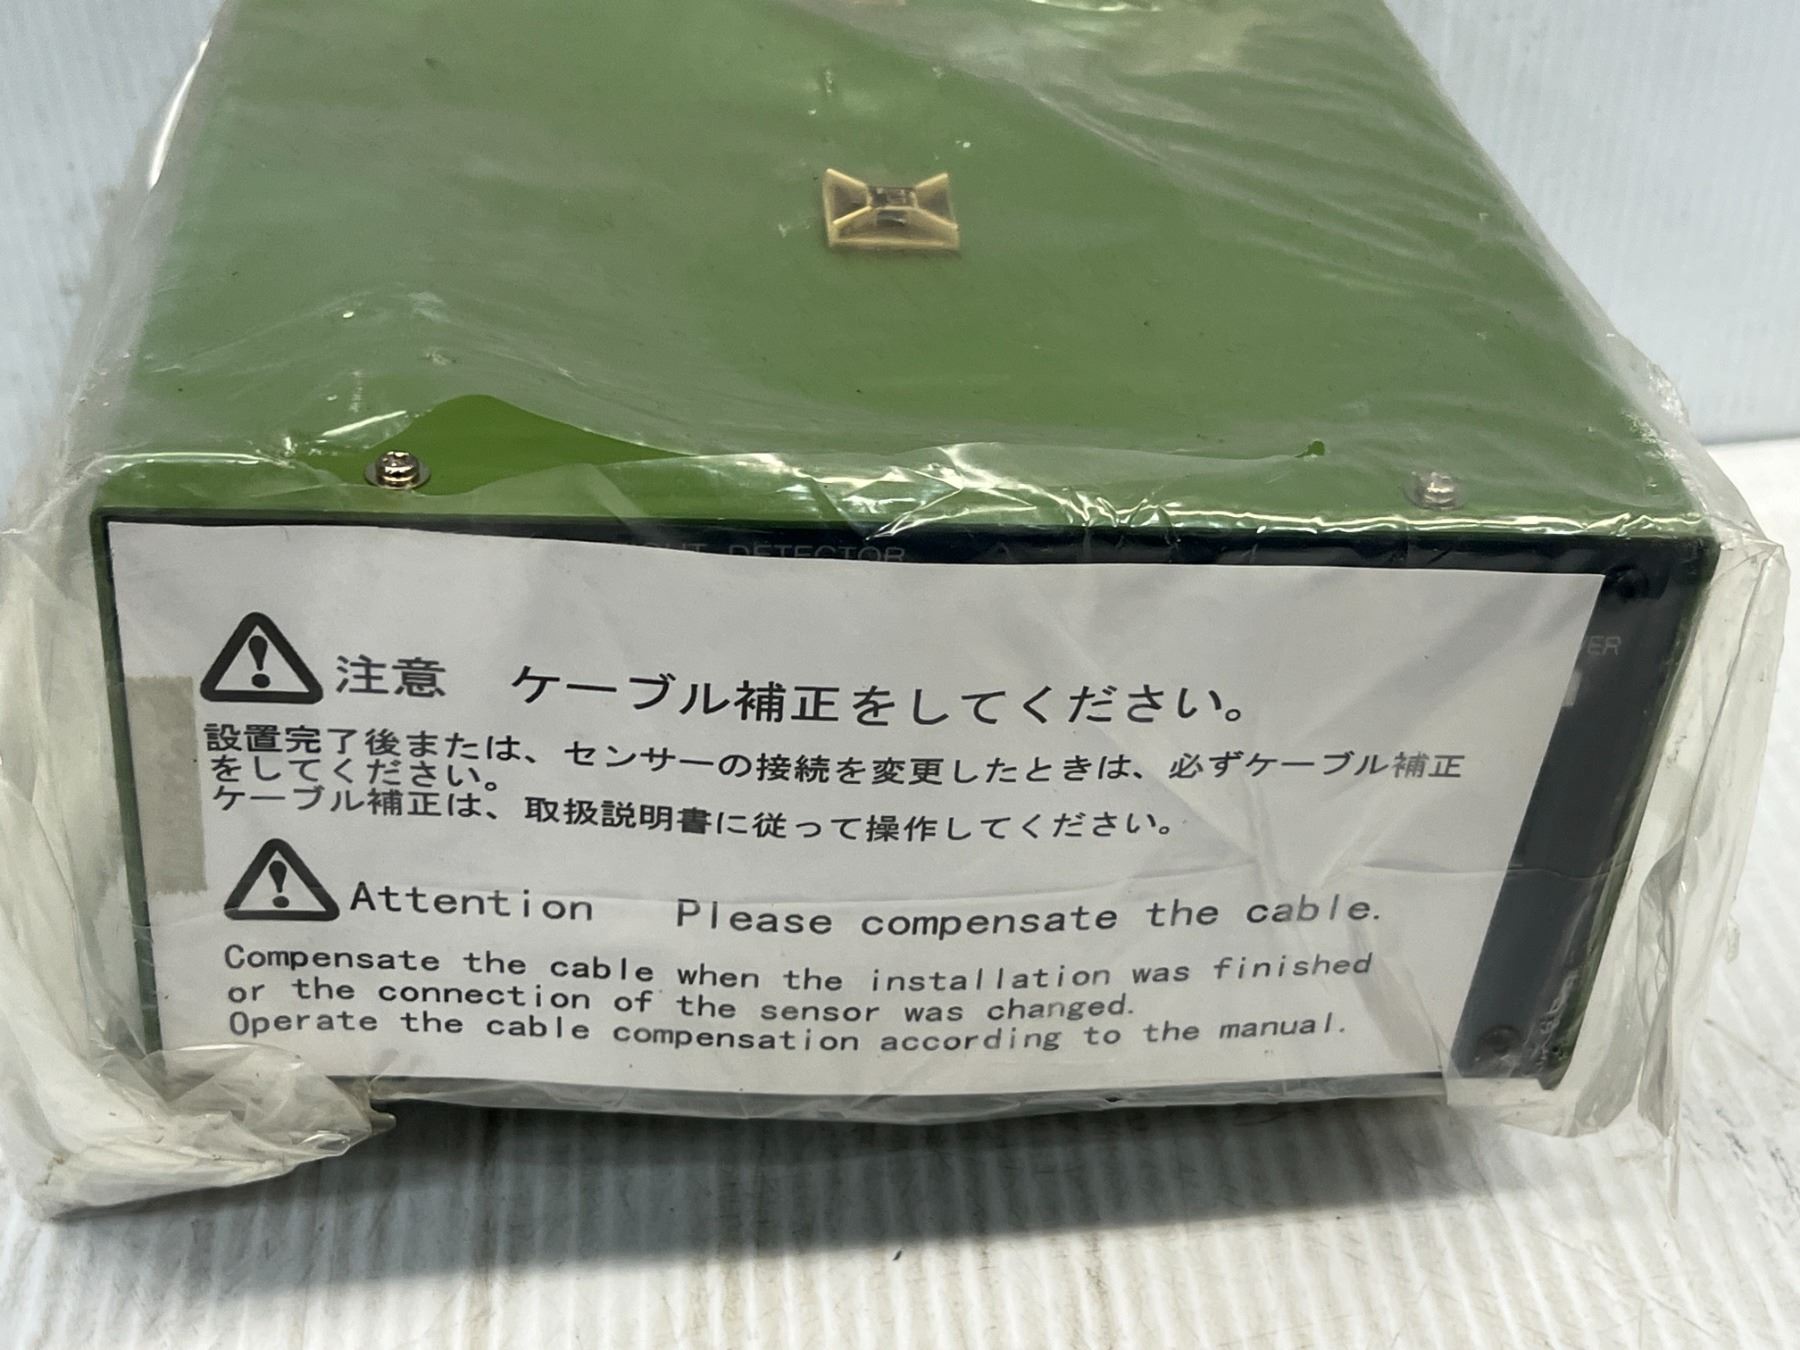 DETECTOR
注意 ケーブル補正をしてください。
設置完了後または、センサーの接続を変更したときは、必ずケーブル補正
をしてください。
ケーブル補正は、取扱説明書に従って操作してください。
Attention Please compensate the cable.
Compensate the cable when the installation was finished
or the connection of the sensor was changed.
Operate the cable compensation according to the manual.